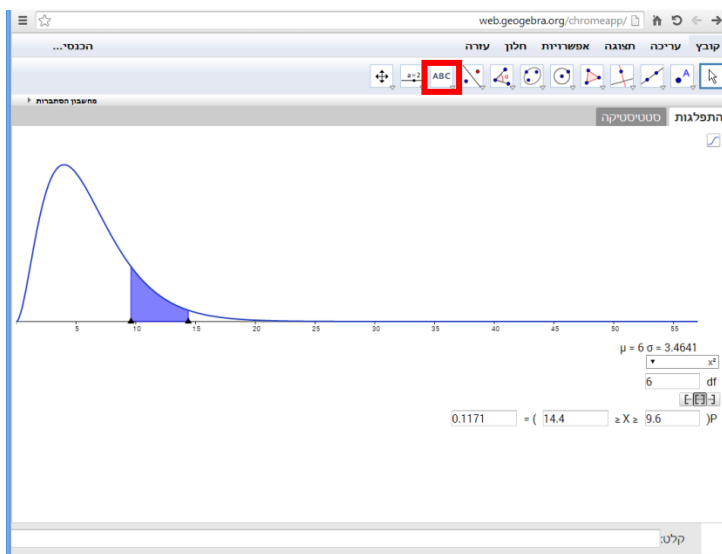 web.geogebra.org/chromeapp/
קובץ עריכה תצוגה אפשרויות חלון עזרה הכנסי...
a=2 ABC α A
מחשבון הסתברות
התפלגות סטטיסטיקה
5 10 15 20 25 30 35 40 45 50 55
μ = 6 σ = 3.4641
x²
6 df
[-[·]-]
0.1171 = ( 14.4 ≥ X ≥ 9.6 )P
קלט: